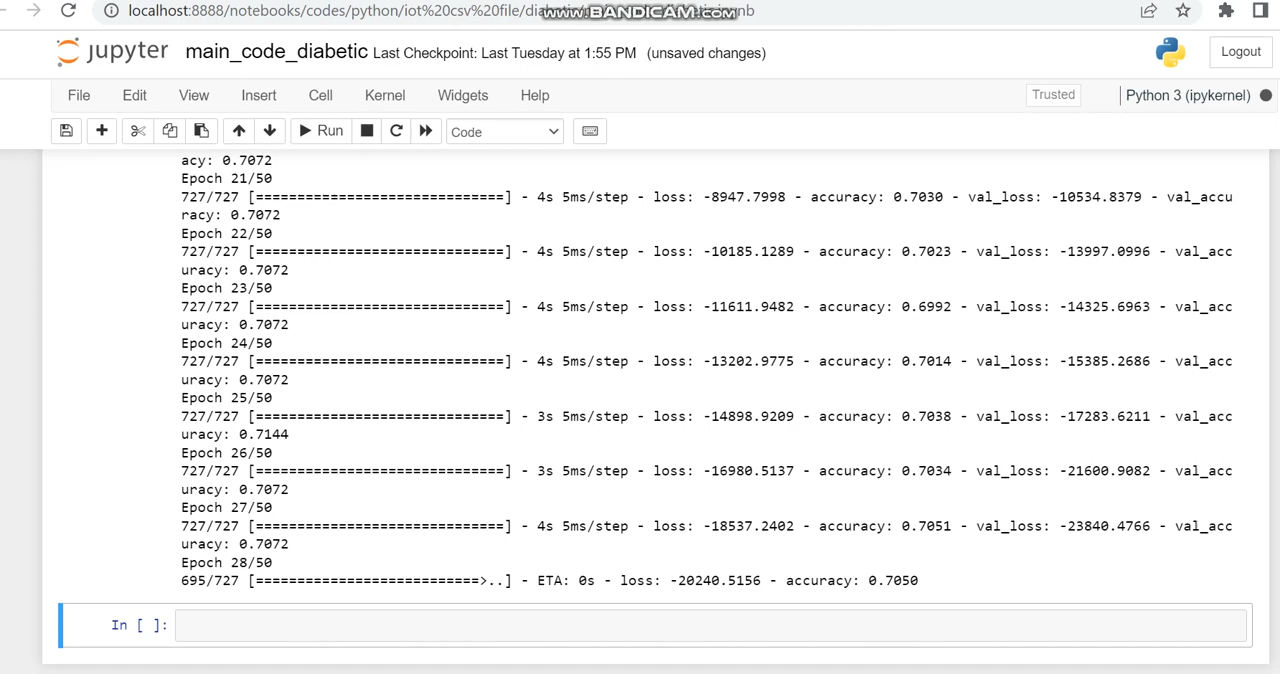 localhost:8888/notebooks/codes/python/iot%20csv%20file/diabetic/
www.BANDICAM.com
jupyter main_code_diabetic Last Checkpoint: Last Tuesday at 1:55 PM (unsaved changes)
Logout
File Edit View Insert Cell Kernel Widgets Help
Trusted
Python 3 (ipykernel)
Run
Code
acy: 0.7072
Epoch 21/50
727/727 [==============================] - 4s 5ms/step - loss: -8947.7998 - accuracy: 0.7030 - val_loss: -10534.8379 - val_accu
racy: 0.7072
Epoch 22/50
727/727 [==============================] - 4s 5ms/step - loss: -10185.1289 - accuracy: 0.7023 - val_loss: -13997.0996 - val_acc
uracy: 0.7072
Epoch 23/50
727/727 [==============================] - 4s 5ms/step - loss: -11611.9482 - accuracy: 0.6992 - val_loss: -14325.6963 - val_acc
uracy: 0.7072
Epoch 24/50
727/727 [==============================] - 4s 5ms/step - loss: -13202.9775 - accuracy: 0.7014 - val_loss: -15385.2686 - val_acc
uracy: 0.7072
Epoch 25/50
727/727 [==============================] - 3s 5ms/step - loss: -14898.9209 - accuracy: 0.7038 - val_loss: -17283.6211 - val_acc
uracy: 0.7144
Epoch 26/50
727/727 [==============================] - 3s 5ms/step - loss: -16980.5137 - accuracy: 0.7034 - val_loss: -21600.9082 - val_acc
uracy: 0.7072
Epoch 27/50
727/727 [==============================] - 4s 5ms/step - loss: -18537.2402 - accuracy: 0.7051 - val_loss: -23840.4766 - val_acc
uracy: 0.7072
Epoch 28/50
695/727 [===========================>..] - ETA: 0s - loss: -20240.5156 - accuracy: 0.7050
In [ ]: